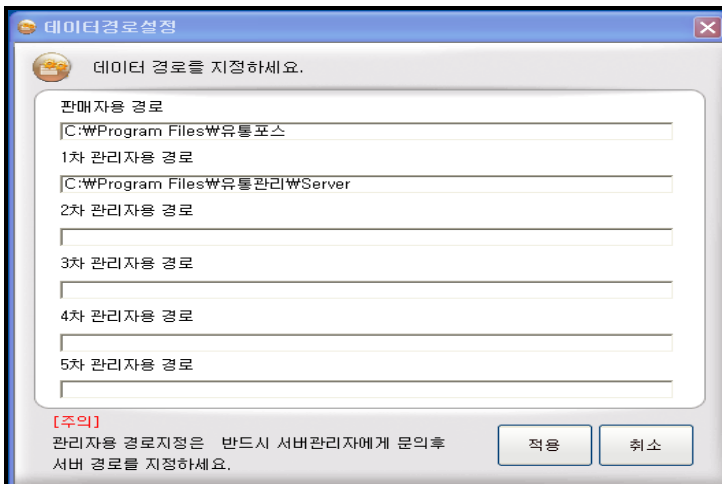 데이터경로설정
데이터 경로를 지정하세요.
판매자용 경로
C:₩Program Files₩유통포스
1차 관리자용 경로
C:₩Program Files₩유통관리₩Server
2차 관리자용 경로
3차 관리자용 경로
4차 관리자용 경로
5차 관리자용 경로
[주의]
관리자용 경로지정은 반드시 서버관리자에게 문의후
서버 경로를 지정하세요.
적용 취소